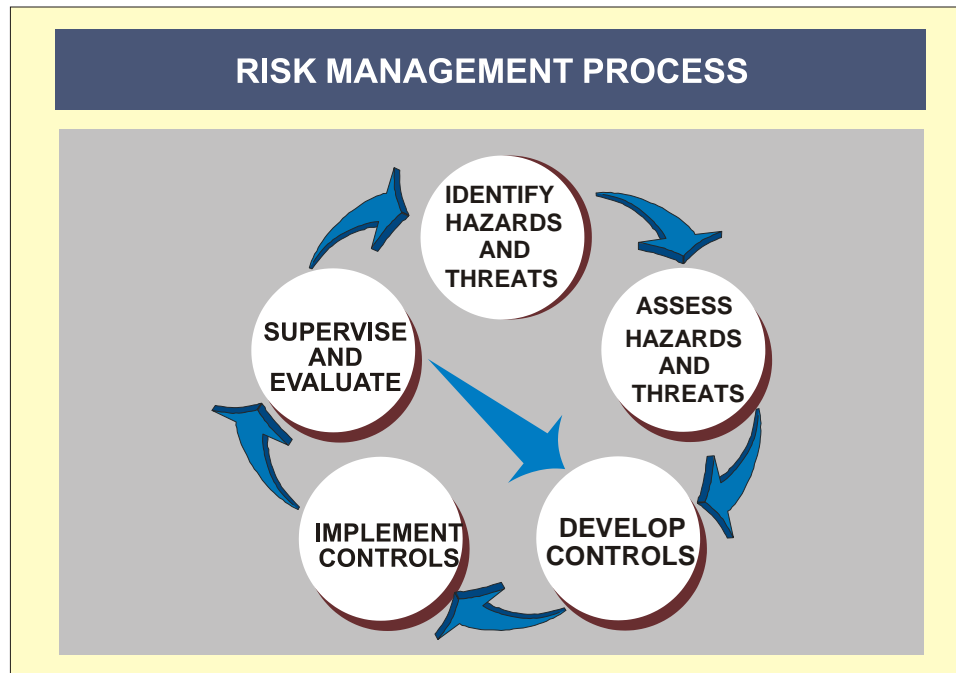 RISK MANAGEMENT PROCESS
IDENTIFY
HAZARDS
AND
THREATS
ASSESS
HAZARDS
AND
THREATS
DEVELOP
CONTROLS
IMPLEMENT
CONTROLS
SUPERVISE
AND
EVALUATE